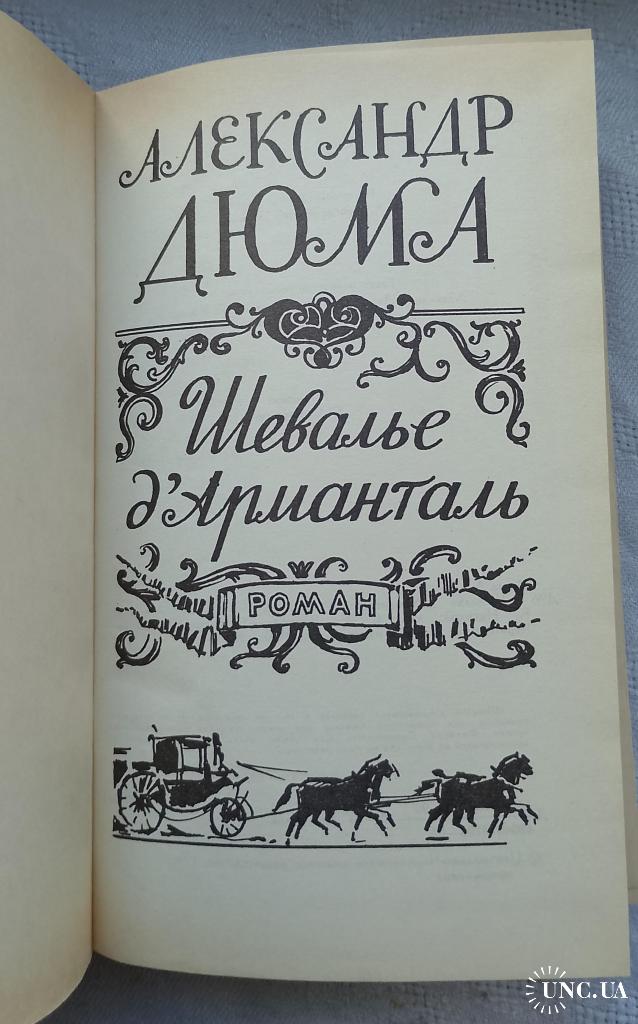 АЛЕКСАНДР
ДЮМА
Шевалье
д'Арманталь
РОМАН
UNC.UA